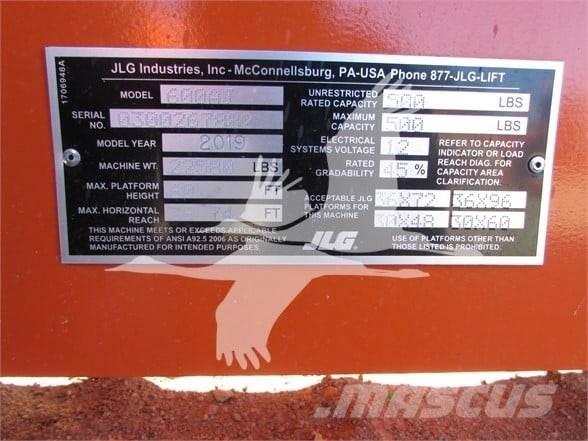 JLG Industries, Inc - McConnellsburg, PA-USA Phone 877-JLG-LIFT
1706948A
MODEL 600AJ
SERIAL NO.
MODEL YEAR 2019
MACHINE WT. LBS
MAX. PLATFORM HEIGHT FT
MAX. HORIZONTAL REACH FT
THIS MACHINE MEETS OR EXCEEDS APPLICABLE
REQUIREMENTS OF ANSI A92.5 2006 AS ORIGINALLY
MANUFACTURED FOR INTENDED PURPOSES.
UNRESTRICTED RATED CAPACITY 500 LBS
MAXIMUM CAPACITY 500 LBS
ELECTRICAL SYSTEMS VOLTAGE 12
RATED GRADABILITY 45 %
REFER TO CAPACITY
INDICATOR OR LOAD
REACH DIAG. FOR
CAPACITY AREA
CLARIFICATION.
ACCEPTABLE JLG
PLATFORMS FOR
THIS MACHINE
36X72 36X96
30X48 30X60
JLG
USE OF PLATFORMS OTHER
THAN THOSE LISTED
IS PROHIBITED.
MASCUS